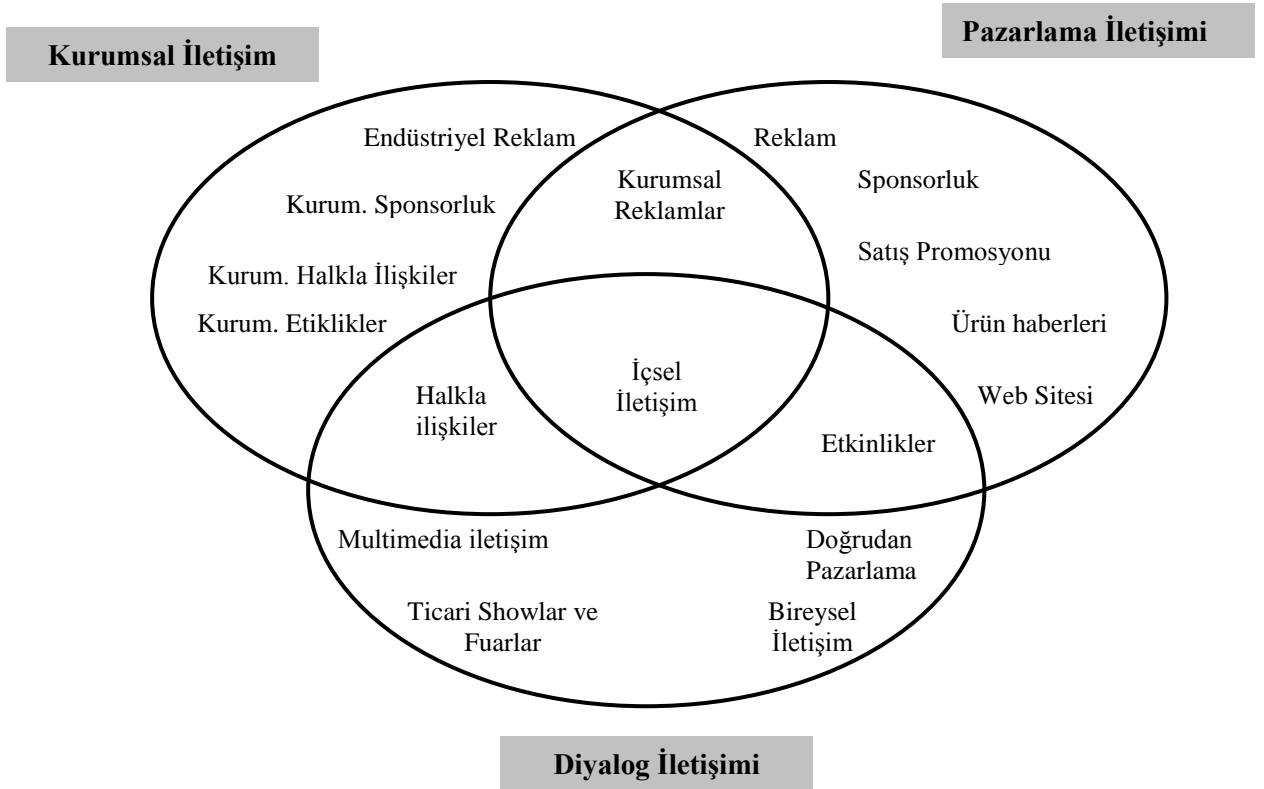 Kurumsal İletişim
Pazarlama İletişimi
Endüstriyel Reklam
Reklam
Kurumsal
Reklamlar
Sponsorluk
Kurum. Sponsorluk
Satış Promosyonu
Kurum. Halkla İlişkiler
Kurum. Etiklikler
Ürün haberleri
İçsel
İletişim
Halkla
ilişkiler
Web Sitesi
Etkinlikler
Multimedia iletişim
Doğrudan
Pazarlama
Ticari Showlar ve
Fuarlar
Bireysel
İletişim
Diyalog İletişimi